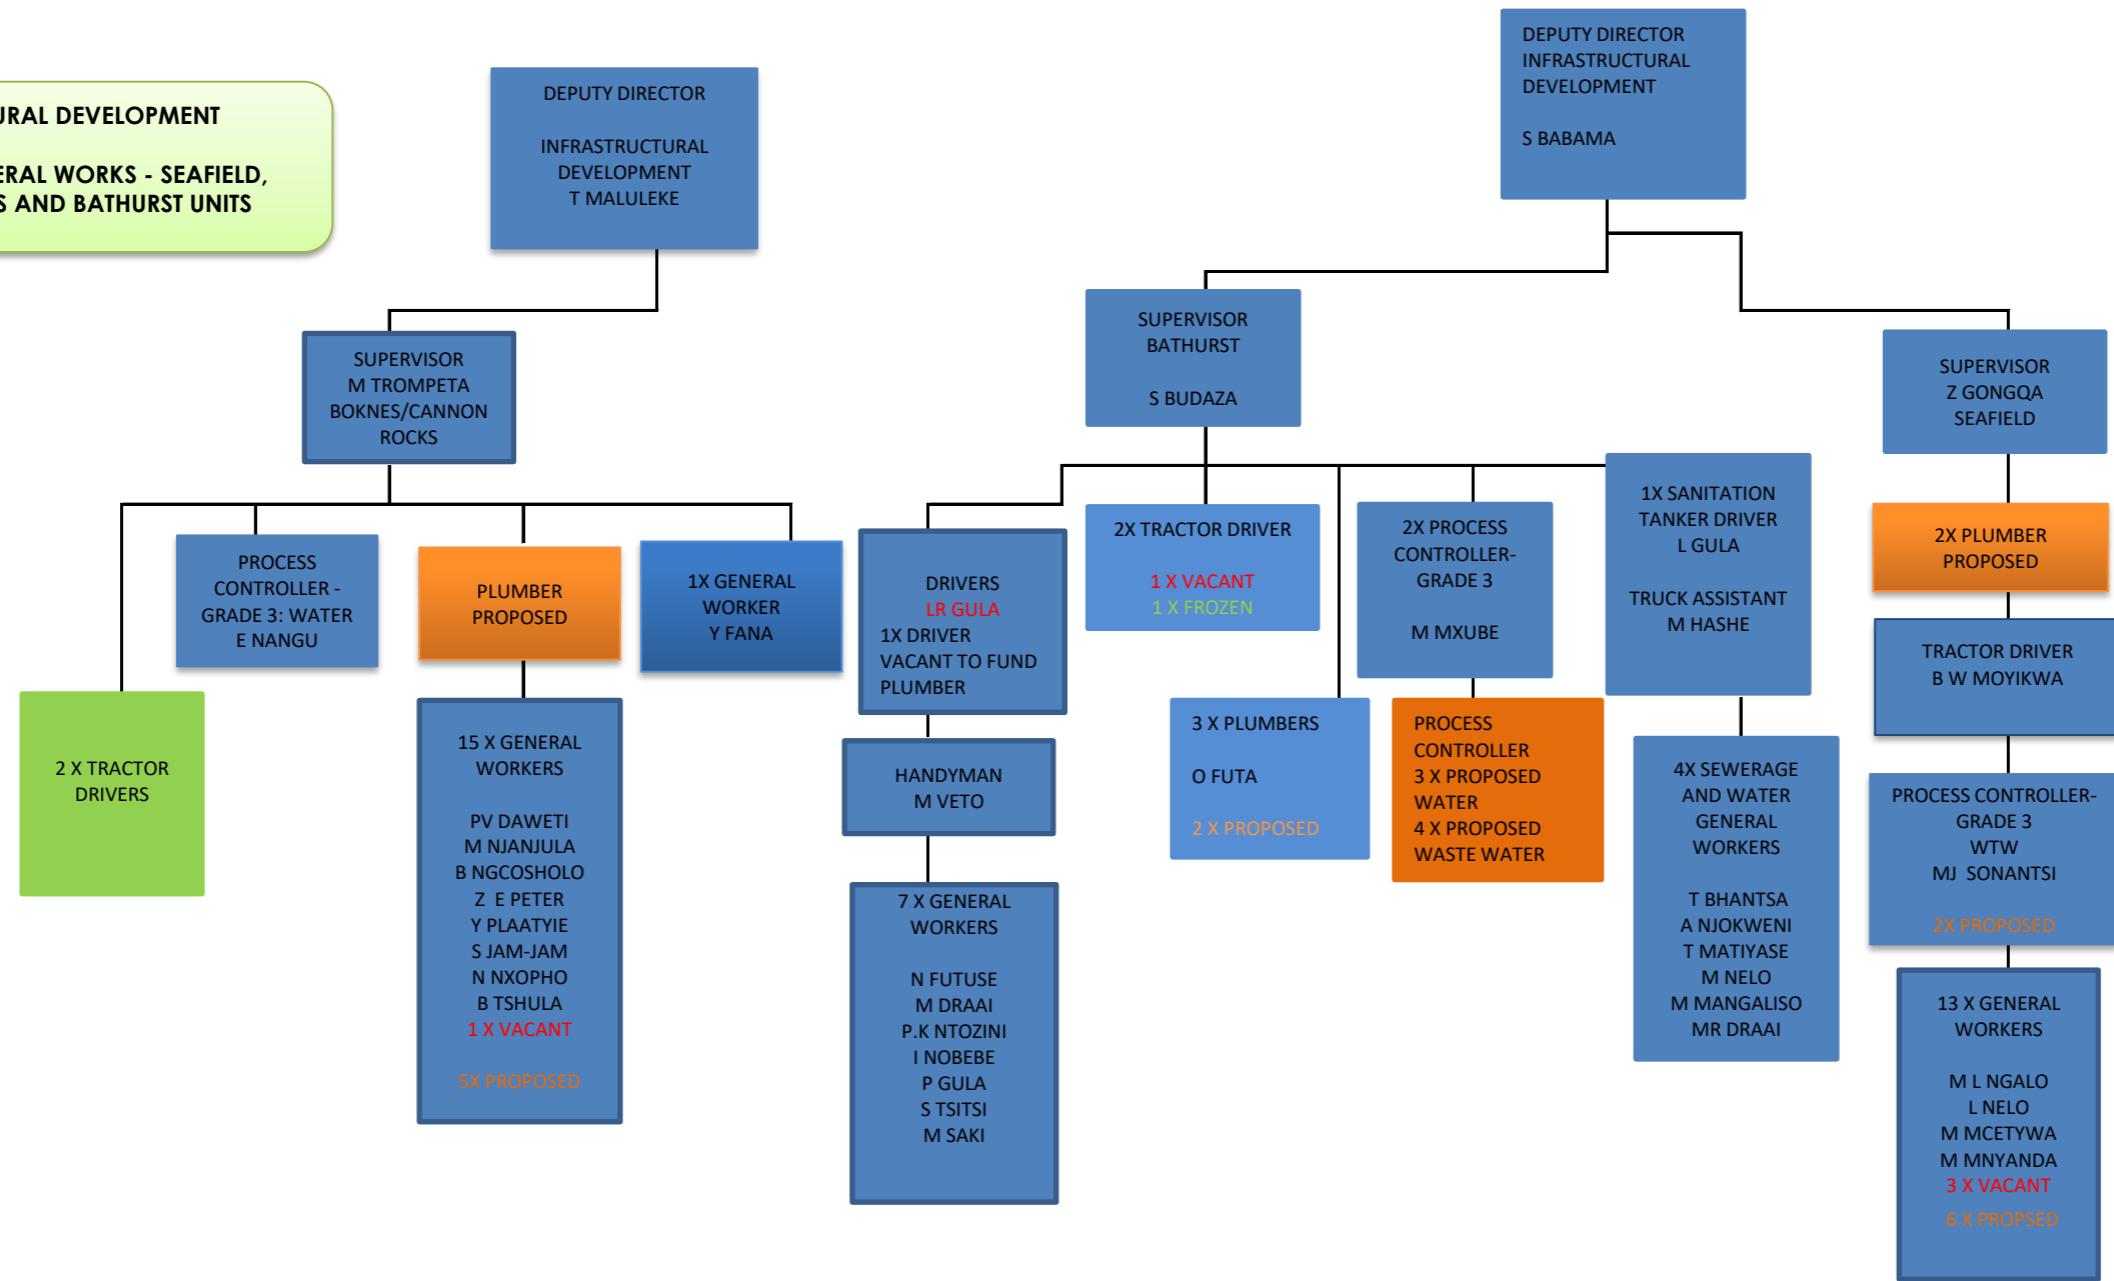 URAL DEVELOPMENT
ERAL WORKS - SEAFIELD,
S AND BATHURST UNITS
DEPUTY DIRECTOR
INFRASTRUCTURAL
DEVELOPMENT
T MALULEKE
DEPUTY DIRECTOR
INFRASTRUCTURAL
DEVELOPMENT
S BABAMA
SUPERVISOR
M TROMPETA
BOKNES/CANNON
ROCKS
SUPERVISOR
BATHURST
S BUDAZA
SUPERVISOR
Z GONGQA
SEAFIELD
2 X TRACTOR
DRIVERS
PROCESS
CONTROLLER -
GRADE 3: WATER
E NANGU
PLUMBER
PROPOSED
1X GENERAL
WORKER
Y FANA
15 X GENERAL
WORKERS
PV DAWETI
M NJANJULA
B NGCOSHOLO
Z E PETER
Y PLAATYIE
S JAM-JAM
N NXOPHO
B TSHULA
1 X VACANT
5X PROPOSED
DRIVERS
LR GULA
1X DRIVER
VACANT TO FUND
PLUMBER
HANDYMAN
M VETO
7 X GENERAL
WORKERS
N FUTUSE
M DRAAI
P.K NTOZINI
I NOBEBE
P GULA
S TSITSI
M SAKI
2X TRACTOR DRIVER
1 X VACANT
1 X FROZEN
3 X PLUMBERS
O FUTA
2 X PROPOSED
2X PROCESS
CONTROLLER-
GRADE 3
M MXUBE
PROCESS
CONTROLLER
3 X PROPOSED
WATER
4 X PROPOSED
WASTE WATER
1X SANITATION
TANKER DRIVER
L GULA
TRUCK ASSISTANT
M HASHE
4X SEWERAGE
AND WATER
GENERAL
WORKERS
T BHANTSA
A NJOKWENI
T MATIYASE
M NELO
M MANGALISO
MR DRAAI
2X PLUMBER
PROPOSED
TRACTOR DRIVER
B W MOYIKWA
PROCESS CONTROLLER-
GRADE 3
WTW
MJ SONANTSI
2X PROPOSED
13 X GENERAL
WORKERS
M L NGALO
L NELO
M MCETYWA
M MNYANDA
3 X VACANT
6 X PROPSED